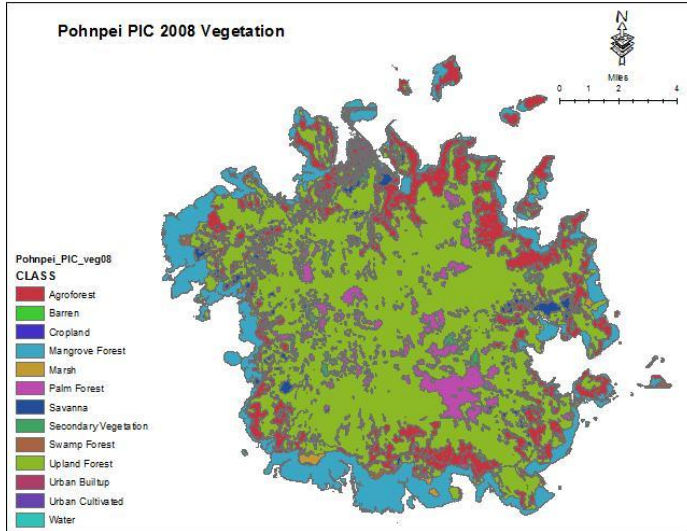 Pohnpei PIC 2008 Vegetation
N
Miles
0 1 2 4
Pohnpei_PIC_veg08
CLASS
Agroforest
Barren
Cropland
Mangrove Forest
Marsh
Palm Forest
Savanna
Secondary Vegetation
Swamp Forest
Upland Forest
Urban Builtup
Urban Cultivated
Water